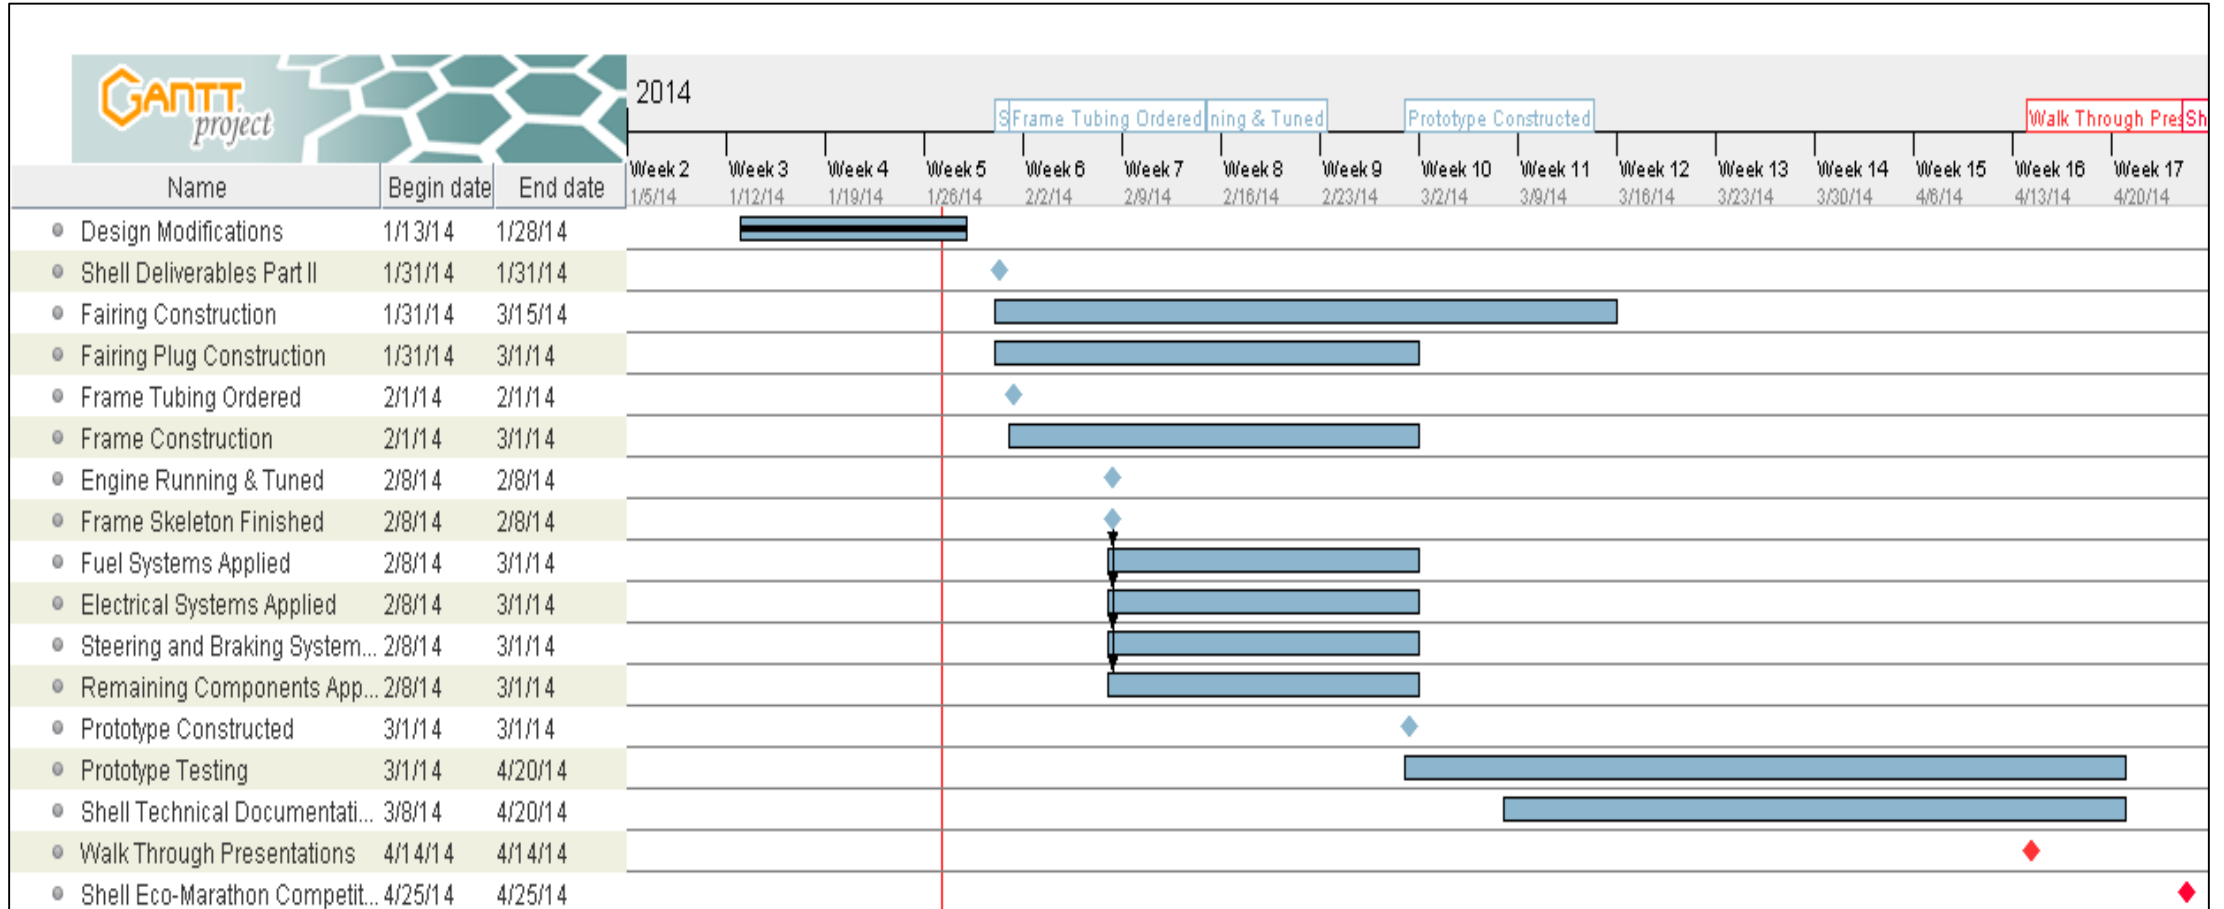 GANTT
project
2014
S Frame Tubing Ordered ning & Tuned Prototype Constructed Walk Through Pres Sh
Week 2 Week 3 Week 4 Week 5 Week 6 Week 7 Week 8 Week 9 Week 10 Week 11 Week 12 Week 13 Week 14 Week 15 Week 16 Week 17
Name Begin date End date
1/5/14 1/12/14 1/19/14 1/26/14 2/2/14 2/9/14 2/16/14 2/23/14 3/2/14 3/9/14 3/16/14 3/23/14 3/30/14 4/6/14 4/13/14 4/20/14
Design Modifications 1/13/14 1/28/14
Shell Deliverables Part II 1/31/14 1/31/14
Fairing Construction 1/31/14 3/15/14
Fairing Plug Construction 1/31/14 3/1/14
Frame Tubing Ordered 2/1/14 2/1/14
Frame Construction 2/1/14 3/1/14
Engine Running & Tuned 2/8/14 2/8/14
Frame Skeleton Finished 2/8/14 2/8/14
Fuel Systems Applied 2/8/14 3/1/14
Electrical Systems Applied 2/8/14 3/1/14
Steering and Braking System... 2/8/14 3/1/14
Remaining Components App... 2/8/14 3/1/14
Prototype Constructed 3/1/14 3/1/14
Prototype Testing 3/1/14 4/20/14
Shell Technical Documentati... 3/8/14 4/20/14
Walk Through Presentations 4/14/14 4/14/14
Shell Eco-Marathon Competit... 4/25/14 4/25/14